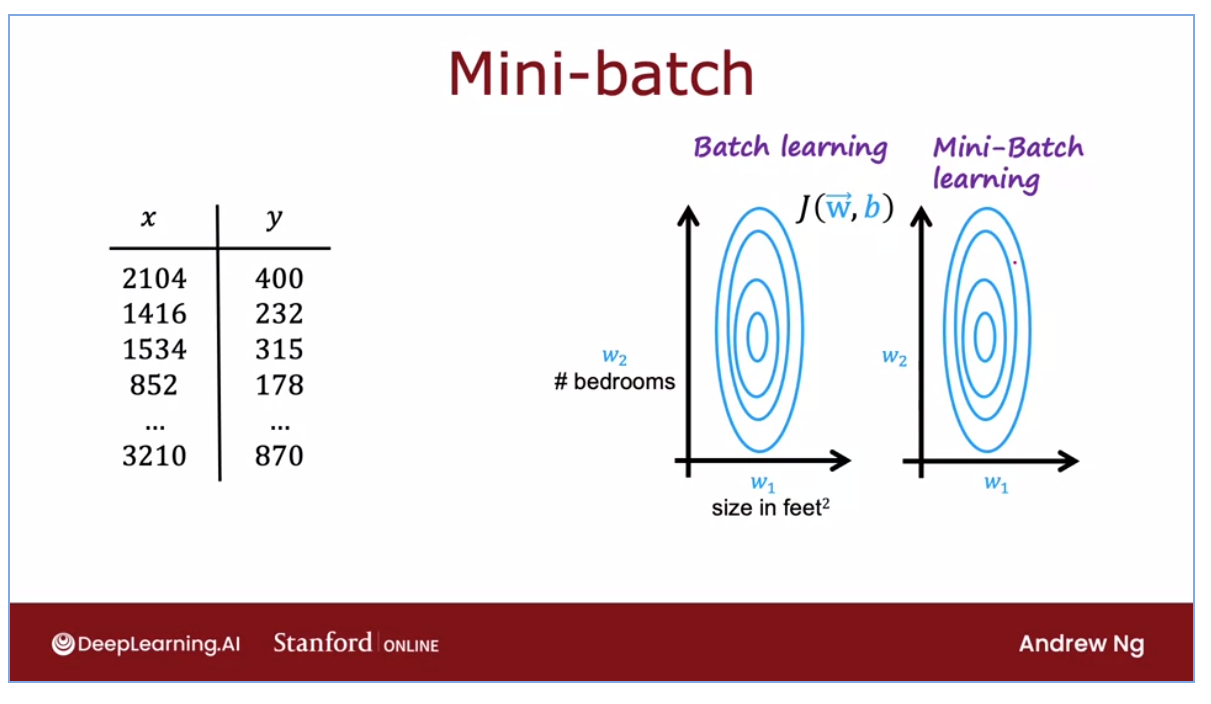 Mini-batch
x y
2104 400
1416 232
1534 315
852 178
... ...
3210 870
Batch learning
J(w⃗, b)
w₂
# bedrooms
w₁
size in feet²
Mini-Batch
learning
w₂
w₁
DeepLearning.AI Stanford ONLINE Andrew Ng